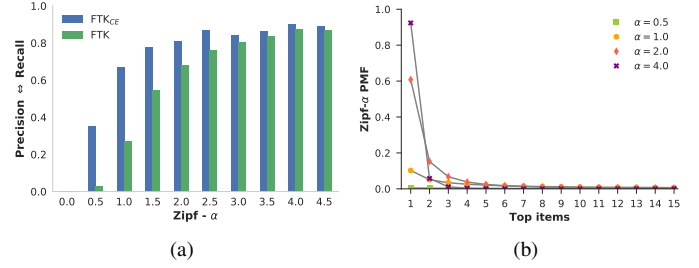 1.0
0.8
0.6
0.4
0.2
0.0
Precision ⇔ Recall
FTK_CE
FTK
0.0 0.5 1.0 1.5 2.0 2.5 3.0 3.5 4.0 4.5
Zipf - α
(a)
1.0
0.8
0.6
0.4
0.2
0.0
Zipf-α PMF
α = 0.5
α = 1.0
α = 2.0
α = 4.0
1 2 3 4 5 6 7 8 9 10 11 12 13 14 15
Top items
(b)